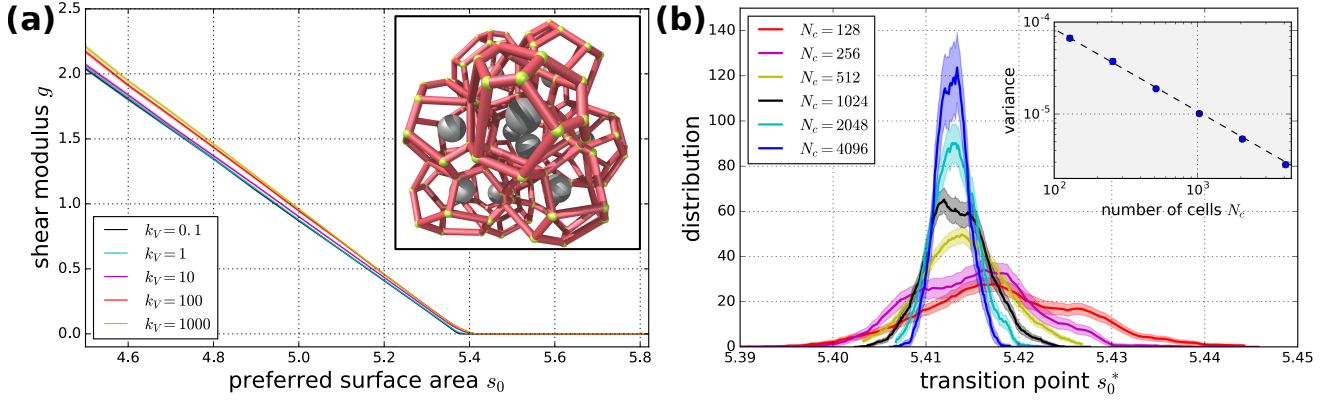 (a)
shear modulus g
2.5
2.0
1.5
1.0
0.5
0.0
k_V = 0.1
k_V = 1
k_V = 10
k_V = 100
k_V = 1000
4.6 4.8 5.0 5.2 5.4 5.6 5.8
preferred surface area s_0
(b)
distribution
140
120
100
80
60
40
20
0
N_c = 128
N_c = 256
N_c = 512
N_c = 1024
N_c = 2048
N_c = 4096
5.39 5.40 5.41 5.42 5.43 5.44 5.45
transition point s_0^*
variance
10^{-4}
10^{-5}
10^2 10^3
number of cells N_c